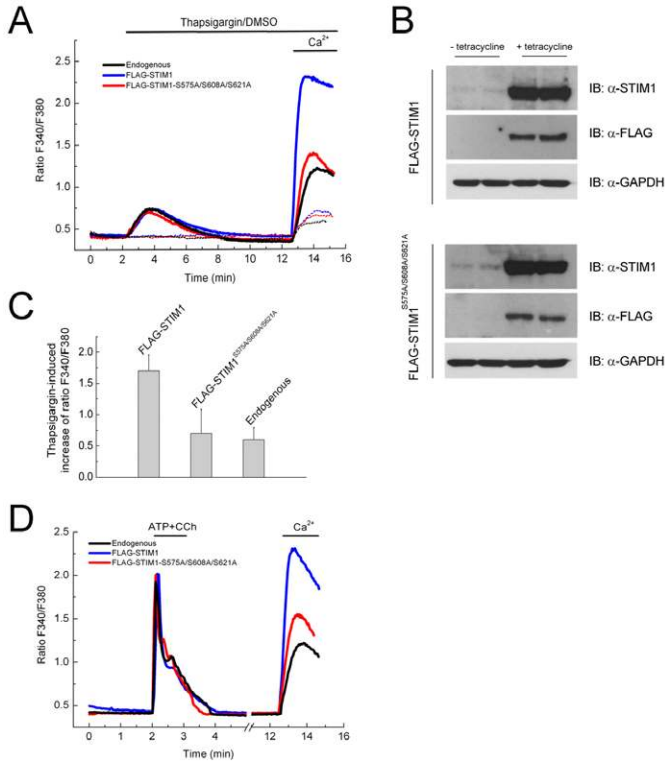 A
Thapsigargin/DMSO
Ca²⁺
Endogenous
FLAG-STIM1
FLAG-STIM1-S575A/S608A/S621A
Ratio F340/F380
2.5
2.0
1.5
1.0
0.5
0 2 4 6 8 10 12 14 16
Time (min)
B
- tetracycline + tetracycline
FLAG-STIM1
IB: α-STIM1
IB: α-FLAG
IB: α-GAPDH
FLAG-STIM1^S575A/S608A/S621A
IB: α-STIM1
IB: α-FLAG
IB: α-GAPDH
C
Thapsigargin-induced
increase of ratio F340/F380
2.0
1.5
1.0
0.5
0.0
FLAG-STIM1
FLAG-STIM1^S575A/S608A/S621A
Endogenous
D
ATP+CCh
Ca²⁺
Endogenous
FLAG-STIM1
FLAG-STIM1-S575A/S608A/S621A
Ratio F340/F380
2.5
2.0
1.5
1.0
0.5
0 1 2 3 4 5 12 14 16
Time (min)